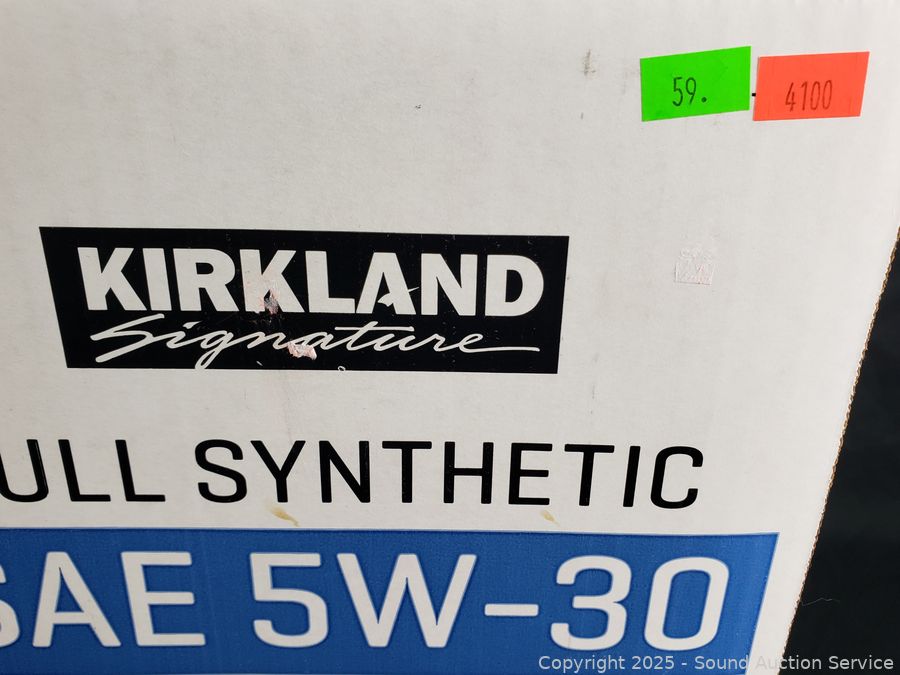 59. 4100
KIRKLAND
Signature
ULL SYNTHETIC
SAE 5W-30
Copyright 2025 - Sound Auction Service